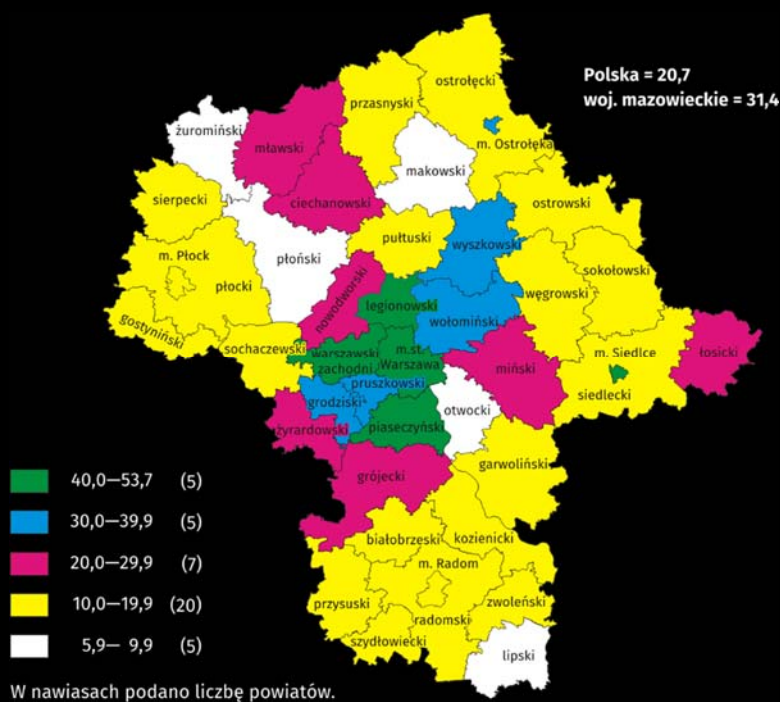 Polska = 20,7
woj. mazowieckie = 31,4
ostrołęcki
przasnyski
żuromiński
mławski
m. Ostrołęka
makowski
ciechanowski
sierpecki
ostrowski
pułtuski
wyszkowski
m. Płock
płoński
sokołowski
węgrowski
płocki
nowodworski
legionowski
wołomiński
gostyniński
sochaczewski
warszawski
zachodni
m.st.
Warszawa
m. Siedlce
łosicki
miński
siedlecki
pruszkowski
grodziski
otwocki
żyrardowski
piaseczyński
garwoliński
grójecki
białobrzeski
kozienicki
m. Radom
przysuski
zwoleński
radomski
szydłowiecki
lipski
40,0—53,7 (5)
30,0—39,9 (5)
20,0—29,9 (7)
10,0—19,9 (20)
5,9— 9,9 (5)
W nawiasach podano liczbę powiatów.